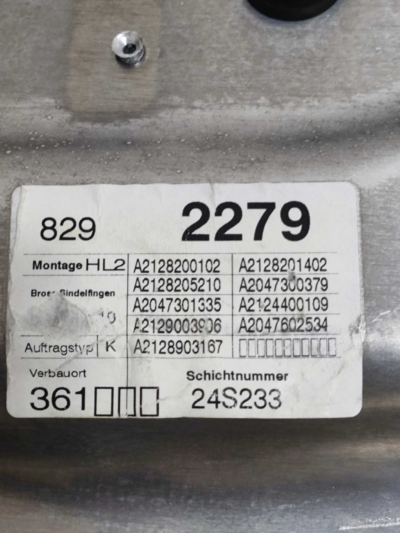 829 2279
Montage HL2 A2128200102 A2128201402
Brose Sindelfingen A2128205210 A2047300379
A2047301335 A2124400109
A2129003906 A2047602534
Auftragstyp K A2128903167
Verbauort Schichtnummer
361 24S233